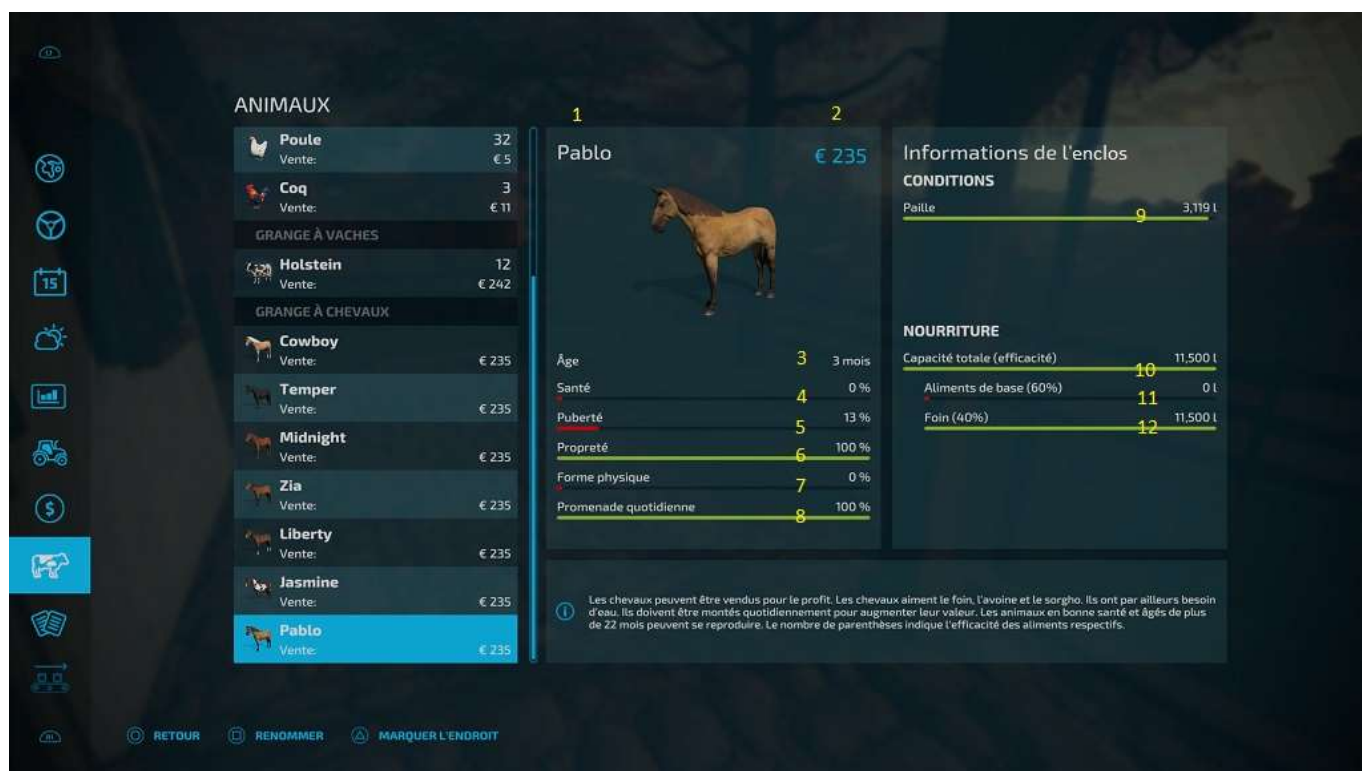 ANIMAUX
Poule 32
Vente: € 5
Coq 3
Vente: € 11
GRANGE À VACHES
Holstein 12
Vente: € 242
GRANGE À CHEVAUX
Cowboy
Vente: € 235
Temper
Vente: € 235
Midnight
Vente: € 235
Zia
Vente: € 235
Liberty
Vente: € 235
Jasmine
Vente: € 235
Pablo
Vente: € 235
1 2
Pablo € 235
Âge 3 3 mois
Santé 4 0 %
Puberté 5 13 %
Propreté 6 100 %
Forme physique 7 0 %
Promenade quotidienne 8 100 %
Informations de l'enclos
CONDITIONS
Paille 9 3,119 l
NOURRITURE
Capacité totale (efficacité) 10 11,500 l
Aliments de base (60%) 11 0 l
Foin (40%) 12 11,500 l
Les chevaux peuvent être vendus pour le profit. Les chevaux aiment le foin, l'avoine et le sorgho. Ils ont par ailleurs besoin
d'eau. Ils doivent être montés quotidiennement pour augmenter leur valeur. Les animaux en bonne santé et âgés de plus
de 22 mois peuvent se reproduire. Le nombre de parenthèses indique l'efficacité des aliments respectifs.
15
RETOUR RENOMMER MARQUER L'ENDROIT